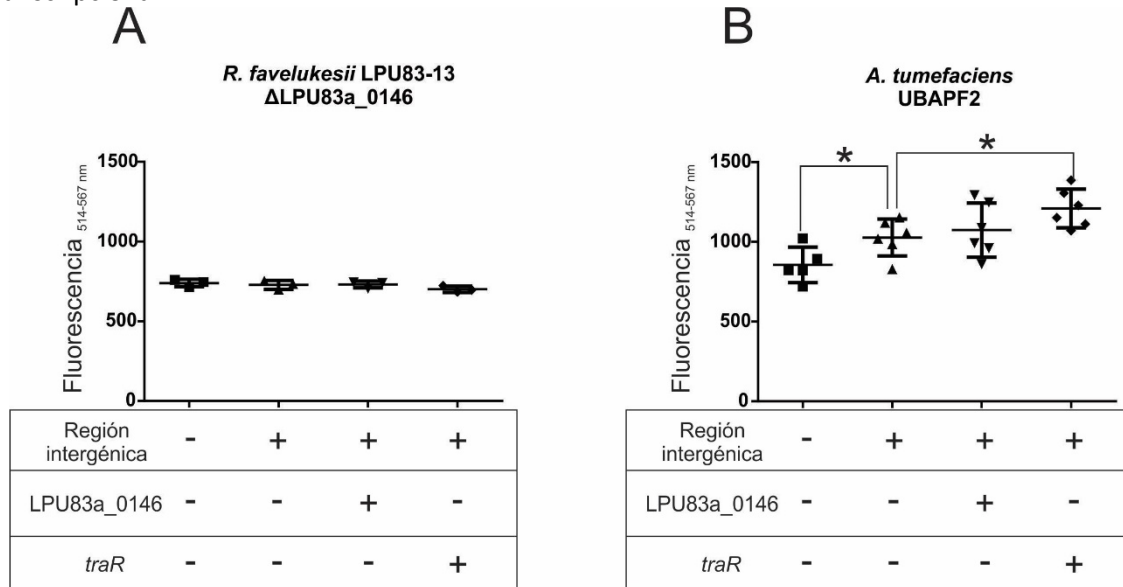 A
R. favelukesii LPU83-13
ΔLPU83a_0146
Fluorescencia 514-567 nm
1500
1000
500
0
Región intergénica - + + +
LPU83a_0146 - - + -
traR - - - +
B
A. tumefaciens
UBAPF2
Fluorescencia 514-567 nm
1500
1000
500
0
* *
Región intergénica - + + +
LPU83a_0146 - - + -
traR - - - +